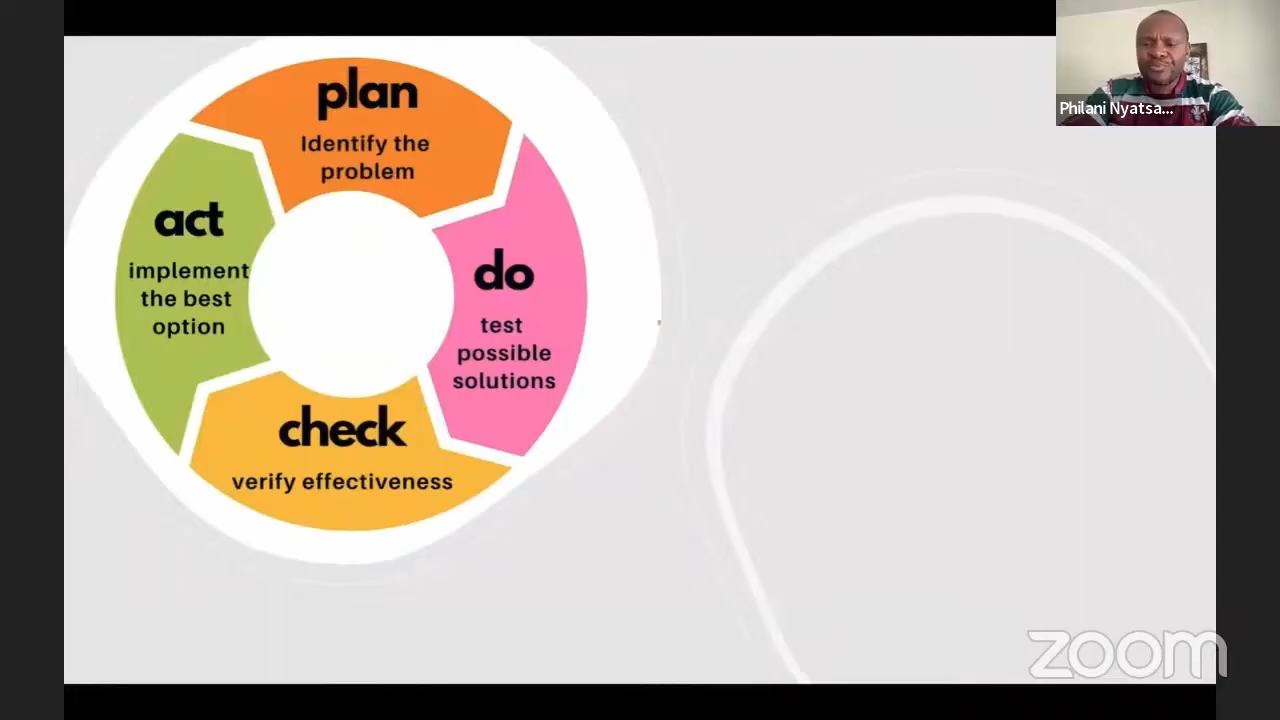 plan
Identify the
problem
do
test
possible
solutions
check
verify effectiveness
act
implement
the best
option
Philani Nyatsa...
zoom